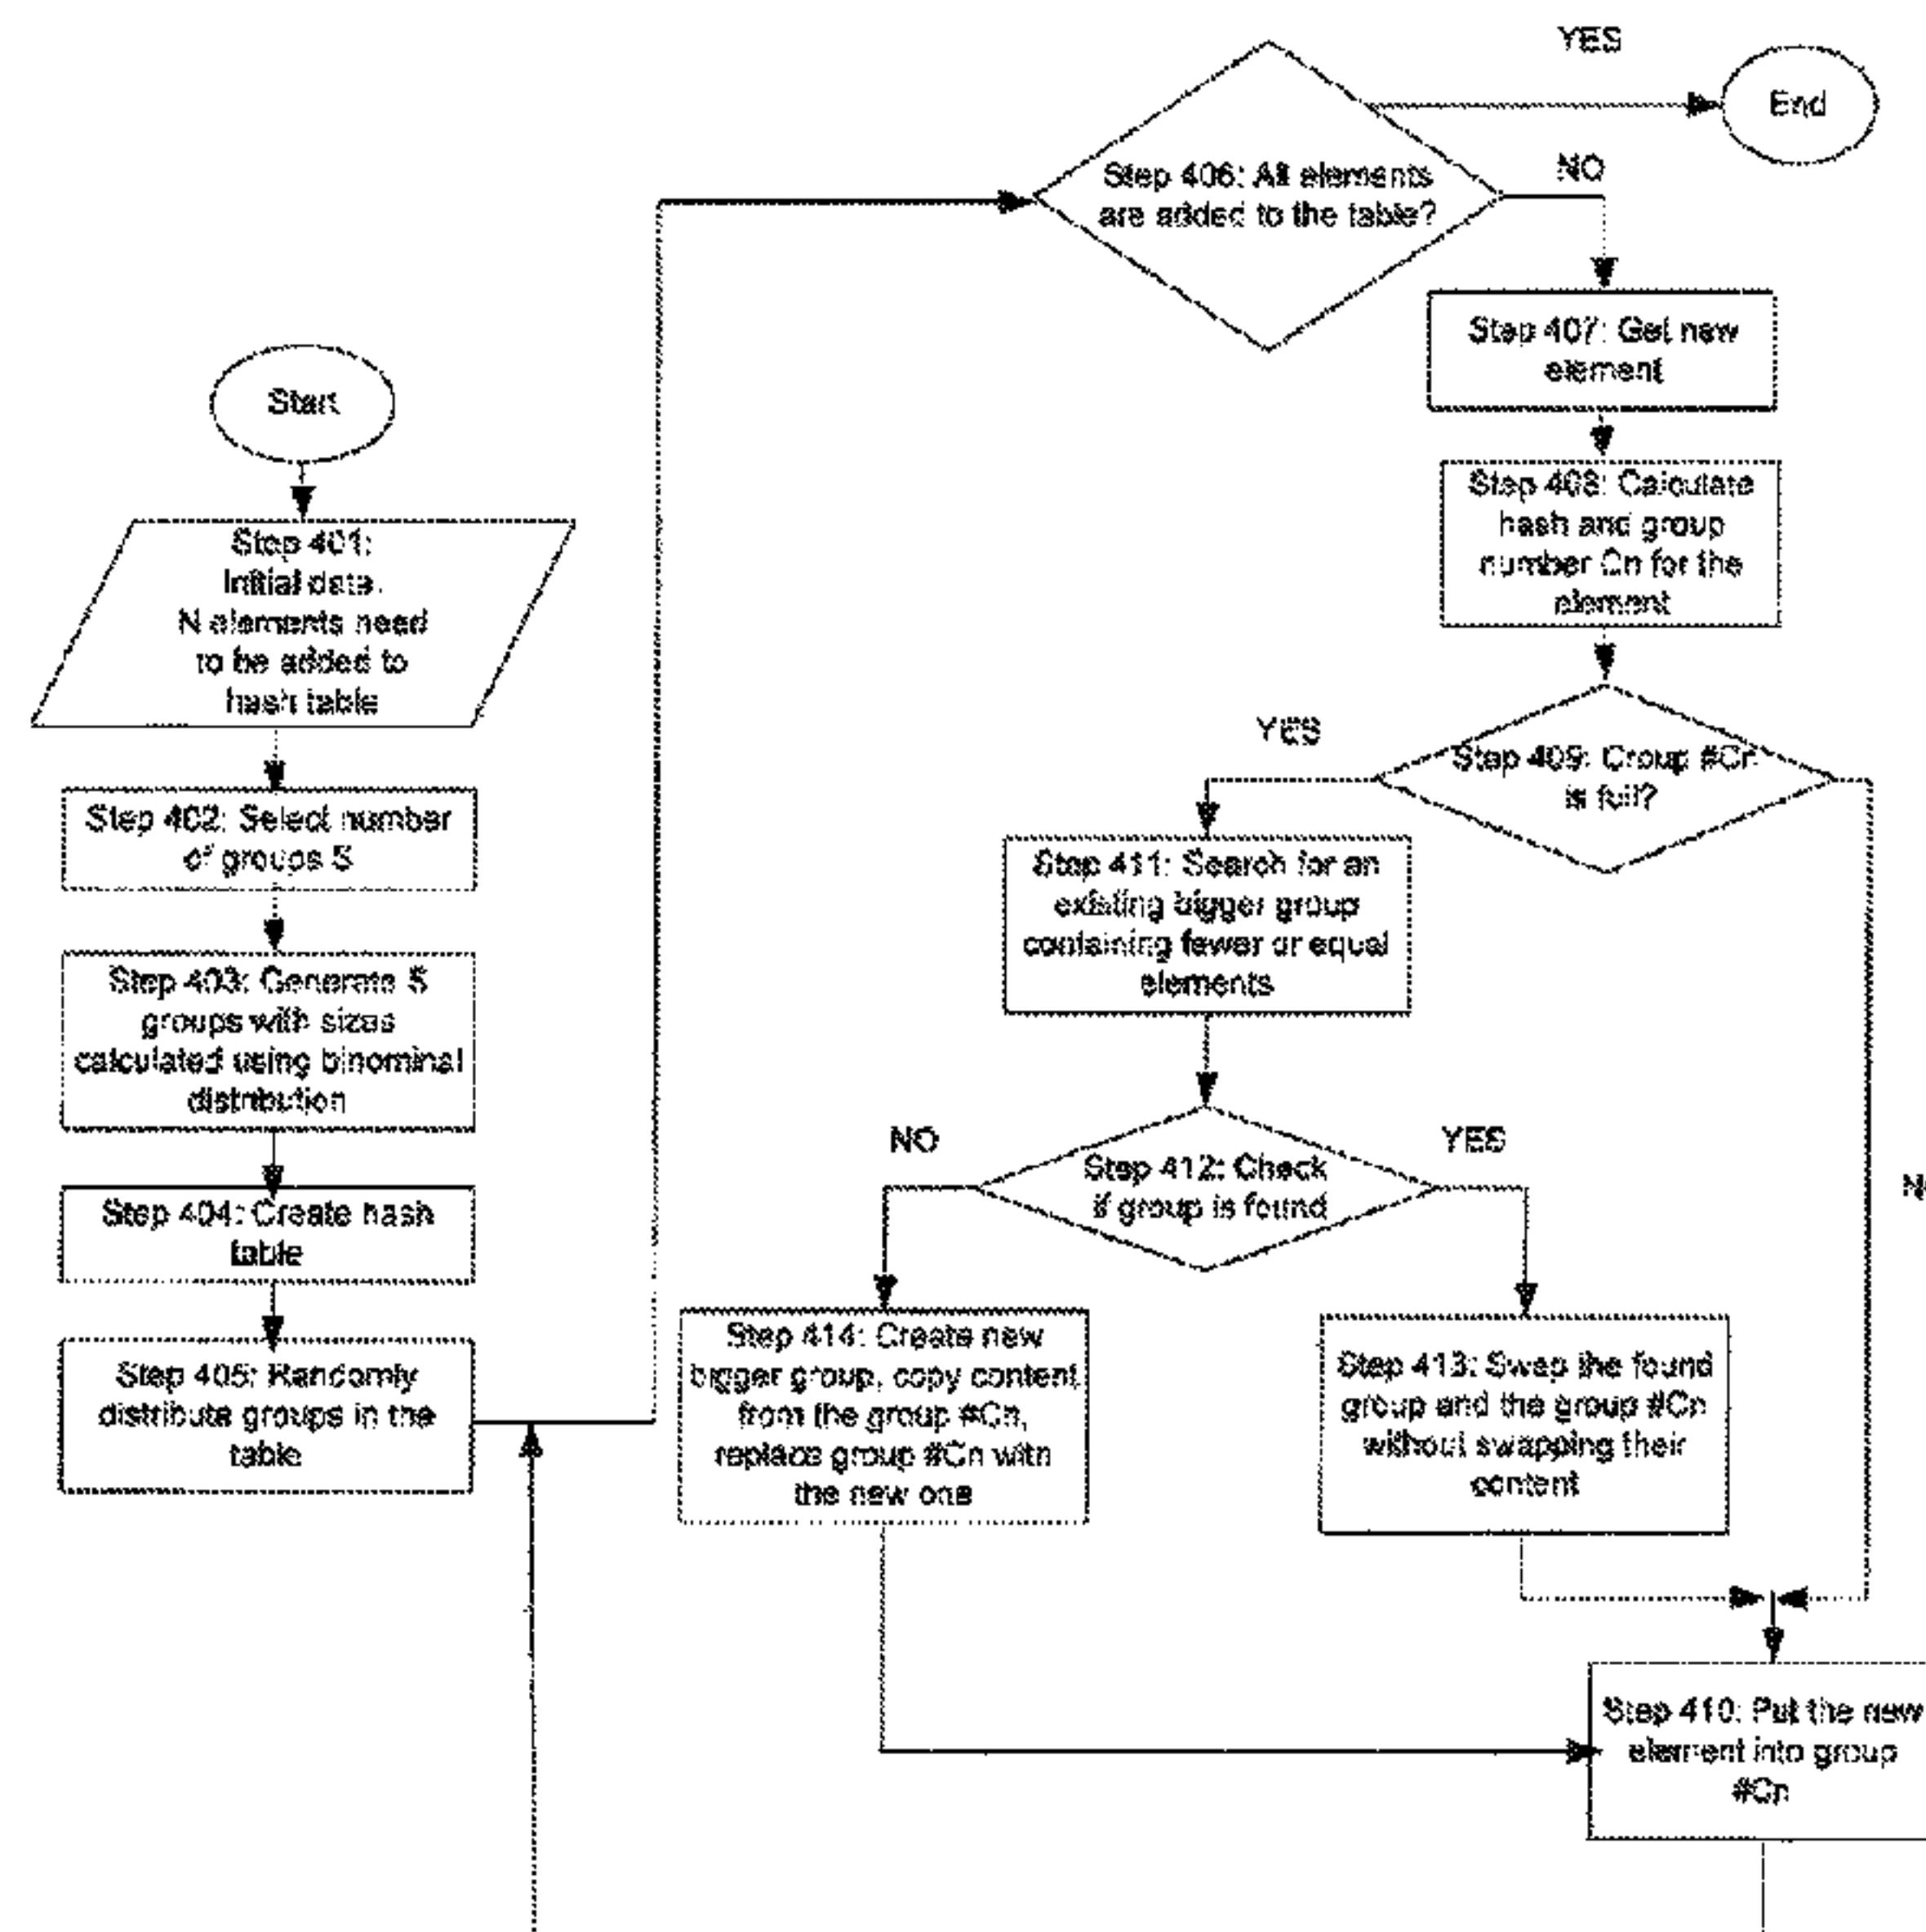 Start
Step 401:
Initial data.
N elements need
to be added to
hash table
Step 402: Select number
of groups S
Step 403: Generate S
groups with sizes
calculated using binominal
distribution
Step 404: Create hash
table
Step 405: Randomly
distribute groups in the
table
YES
End
Step 406: All elements
are added to the table?
NO
Step 407: Get new
element
Step 408: Calculate
hash and group
number Cn for the
element
YES
Step 409: Group #Cn
is full?
Step 411: Search for an
existing bigger group
containing fewer or equal
elements
NO
YES
Step 412: Check
if group is found
Step 414: Create new
bigger group, copy content
from the group #Cn,
replace group #Cn with
the new one
Step 413: Swap the found
group and the group #Cn
without swapping their
content
Step 410: Put the new
element into group
#Cn